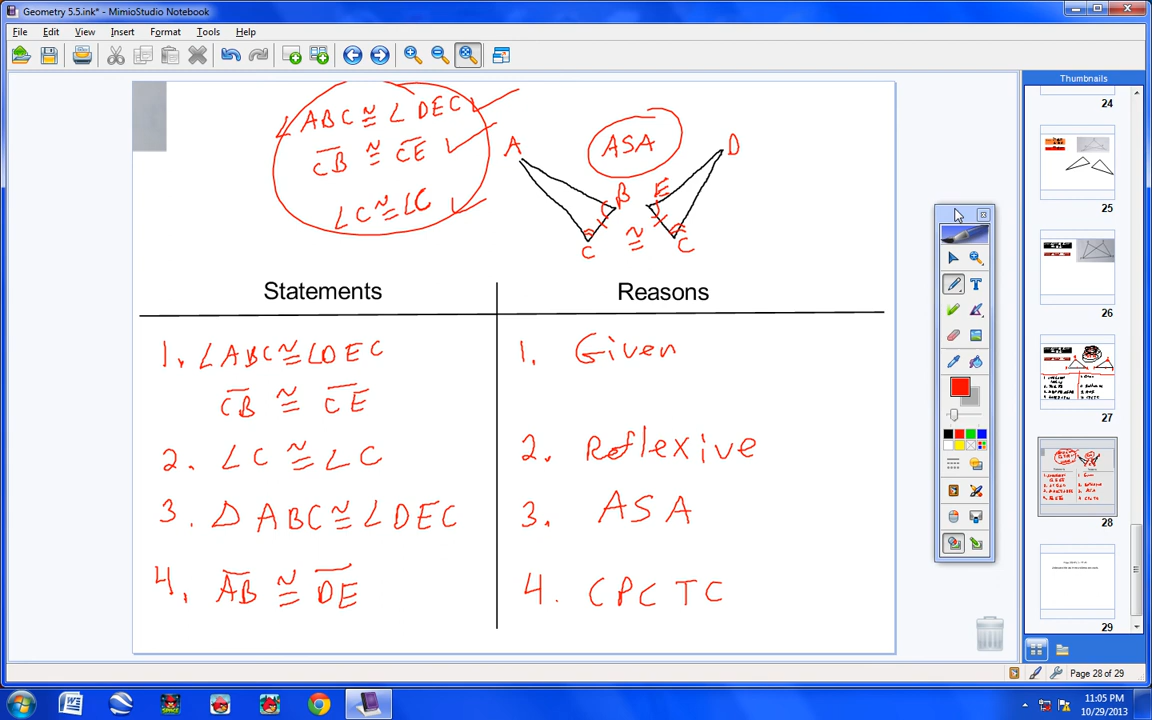 Geometry 5.5.ink* - MimioStudio Notebook
File Edit View Insert Format Tools Help
Thumbnails
∠ABC ≅ ∠DEC
CB ≅ CE
∠C ≅ ∠C
ASA
A
B
C
E
D
C
≅
Statements
Reasons
1. ∠ABC ≅ ∠DEC
1. Given
CB ≅ CE
2. ∠C ≅ ∠C
2. Reflexive
3. △ ABC ≅ ∠DEC
3. ASA
4. AB ≅ DE
4. CPCTC
24
25
26
27
28
29
Page 28 of 29
11:05 PM
10/29/2013